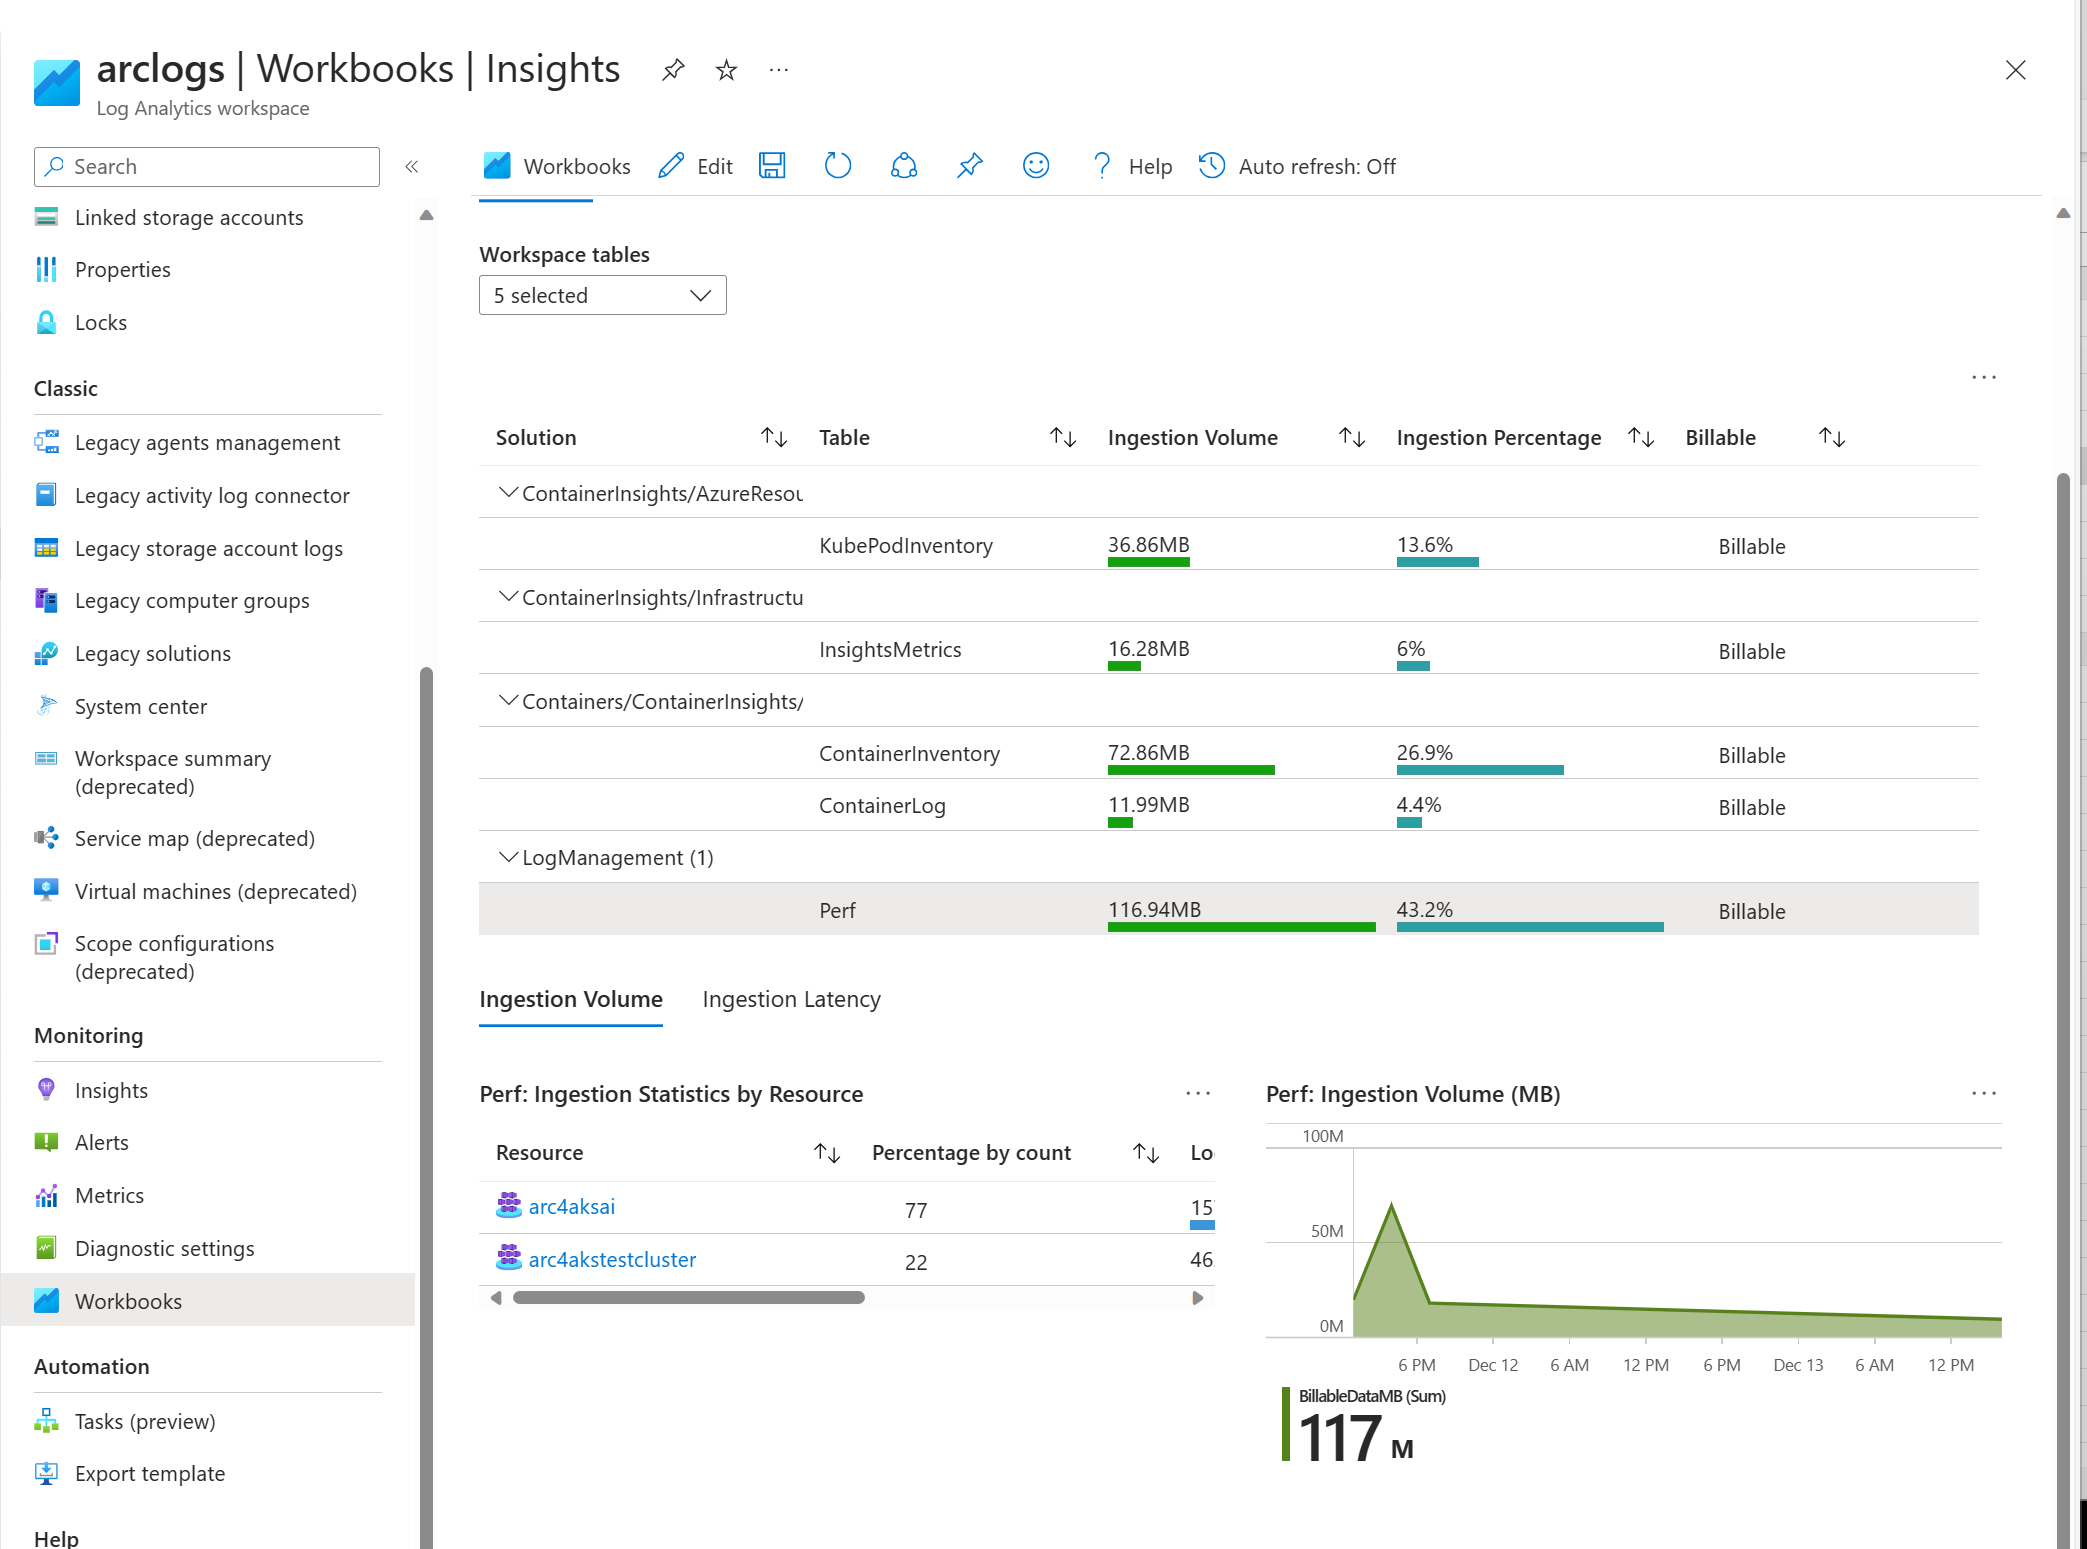 arclogs | Workbooks | Insights
Log Analytics workspace
Search
Linked storage accounts
Properties
Locks
Classic
Legacy agents management
Legacy activity log connector
Legacy storage account logs
Legacy computer groups
Legacy solutions
System center
Workspace summary
(deprecated)
Service map (deprecated)
Virtual machines (deprecated)
Scope configurations
(deprecated)
Monitoring
Insights
Alerts
Metrics
Diagnostic settings
Workbooks
Automation
Tasks (preview)
Export template
Help
Workbooks Edit Help Auto refresh: Off
Workspace tables
5 selected
Solution Table Ingestion Volume Ingestion Percentage Billable
ContainerInsights/AzureResou
KubePodInventory 36.86MB 13.6% Billable
ContainerInsights/Infrastructu
InsightsMetrics 16.28MB 6% Billable
Containers/ContainerInsights/
ContainerInventory 72.86MB 26.9% Billable
ContainerLog 11.99MB 4.4% Billable
LogManagement (1)
Perf 116.94MB 43.2% Billable
Ingestion Volume Ingestion Latency
Perf: Ingestion Statistics by Resource
Resource Percentage by count Lo
arc4aksai 77 15
arc4akstestcluster 22 46
Perf: Ingestion Volume (MB)
100M
50M
0M
6 PM Dec 12 6 AM 12 PM 6 PM Dec 13 6 AM 12 PM
BillableDataMB (Sum)
117 M